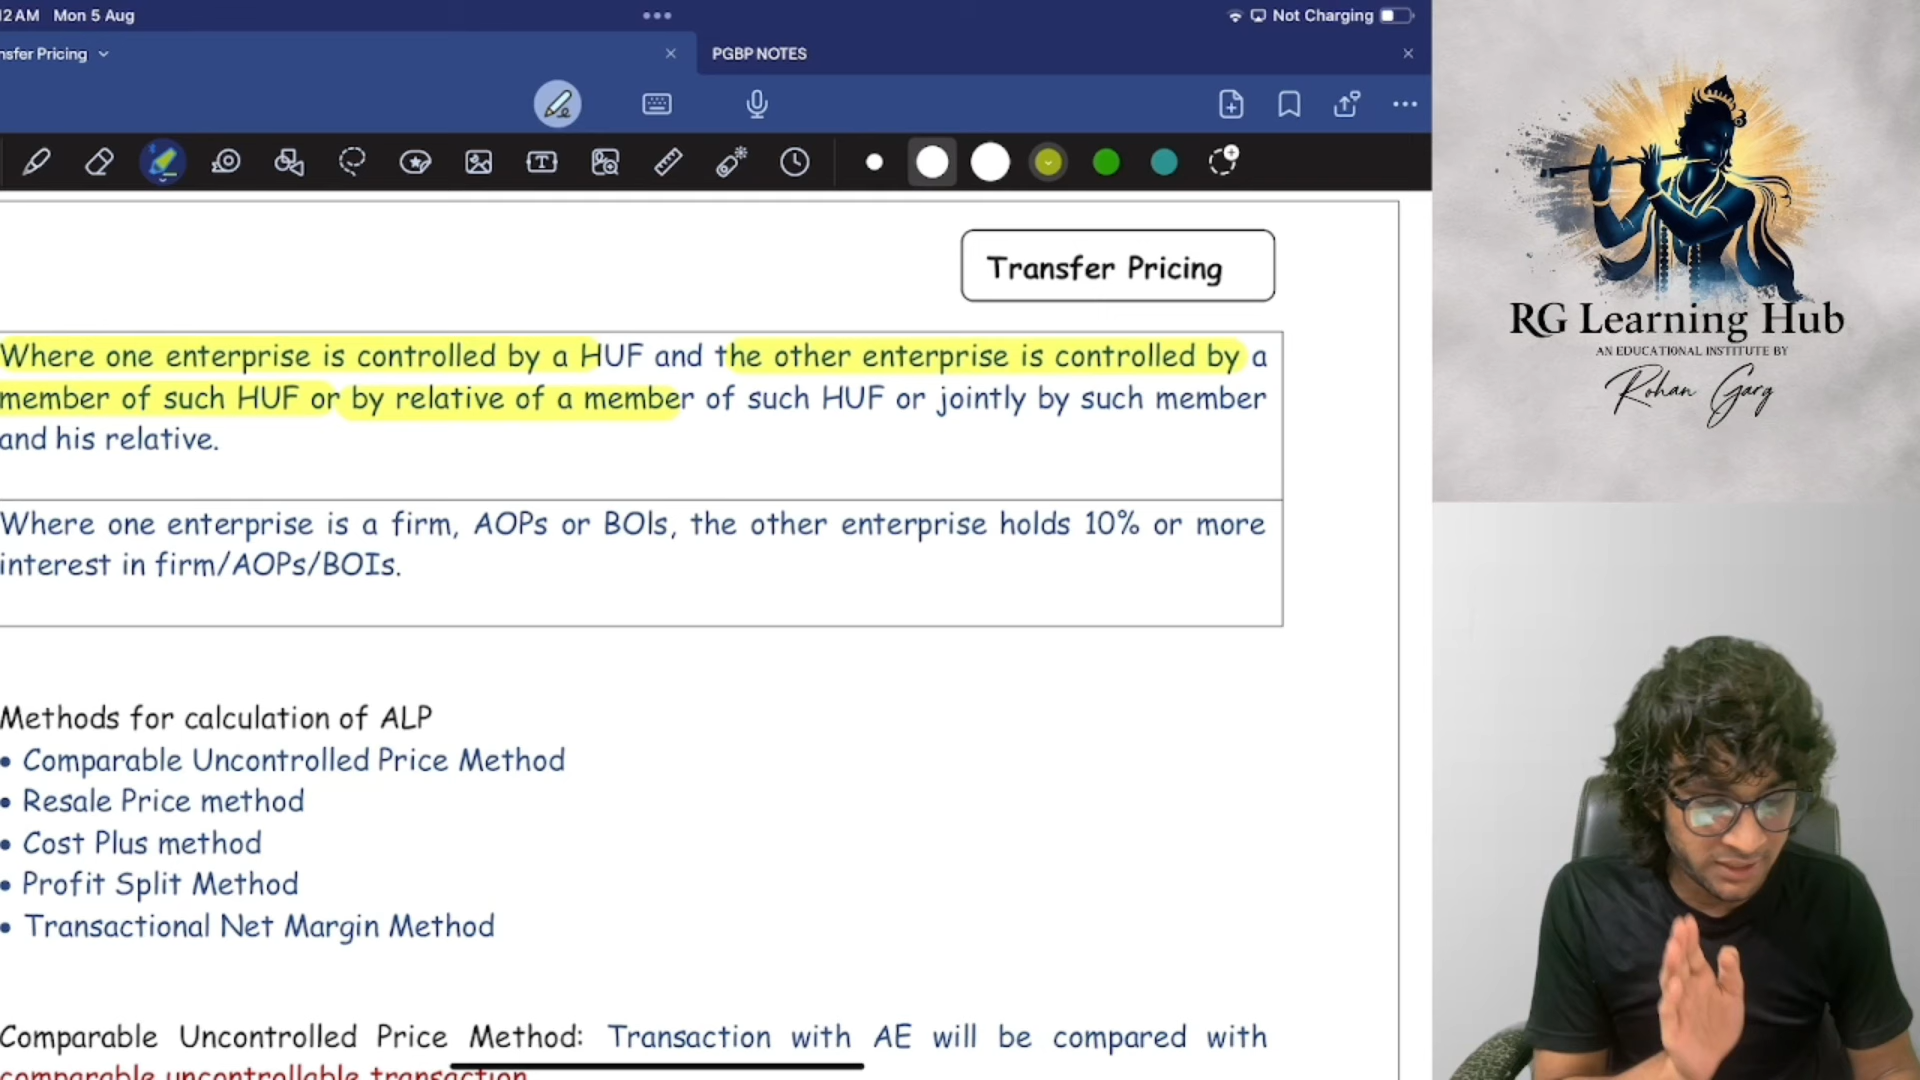 12 AM Mon 5 Aug
Not Charging
nsfer Pricing
PGBP NOTES
Transfer Pricing
Where one enterprise is controlled by a HUF and the other enterprise is controlled by a
member of such HUF or by relative of a member of such HUF or jointly by such member
and his relative.
Where one enterprise is a firm, AOPs or BOIs, the other enterprise holds 10% or more
interest in firm/AOPs/BOIs.
Methods for calculation of ALP
• Comparable Uncontrolled Price Method
• Resale Price method
• Cost Plus method
• Profit Split Method
• Transactional Net Margin Method
Comparable Uncontrolled Price Method: Transaction with AE will be compared with
comparable uncontrollable transaction
RG Learning Hub
AN EDUCATIONAL INSTITUTE BY
Rohan Garg